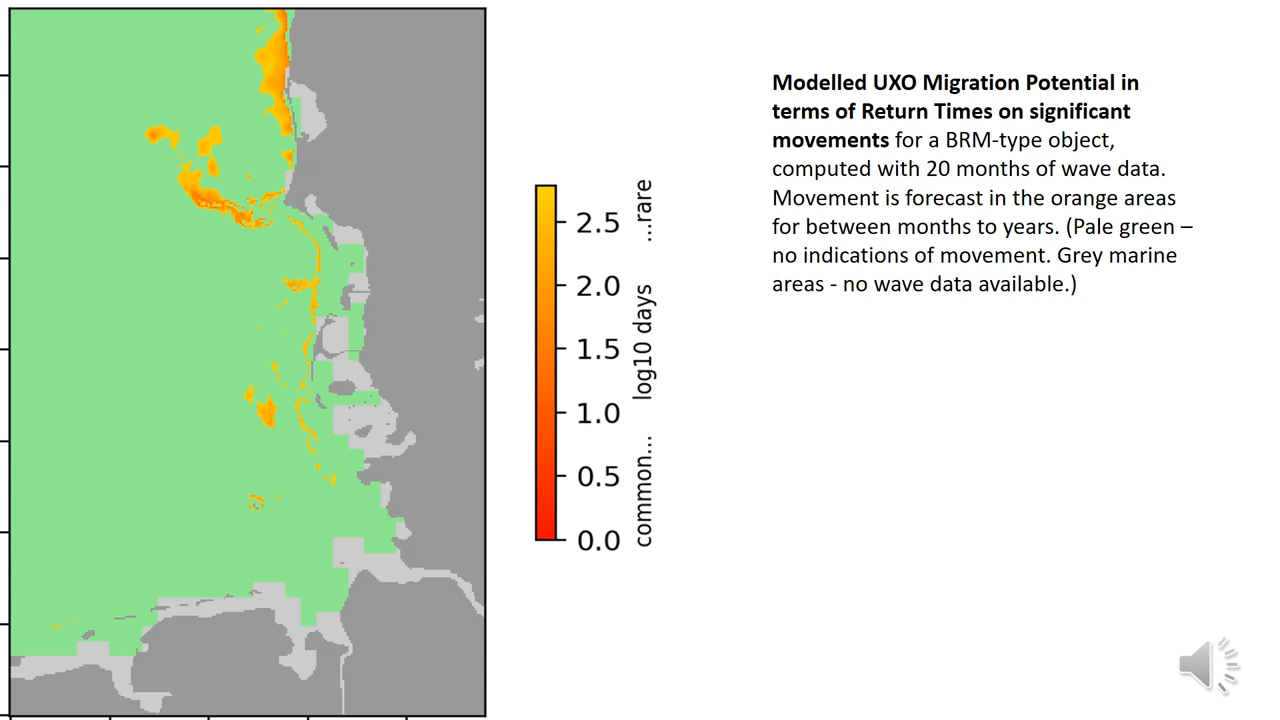 Modelled UXO Migration Potential in
terms of Return Times on significant
movements for a BRM-type object,
computed with 20 months of wave data.
Movement is forecast in the orange areas
for between months to years. (Pale green –
no indications of movement. Grey marine
areas - no wave data available.)
2.5
2.0
1.5
1.0
0.5
0.0
common... log10 days ...rare